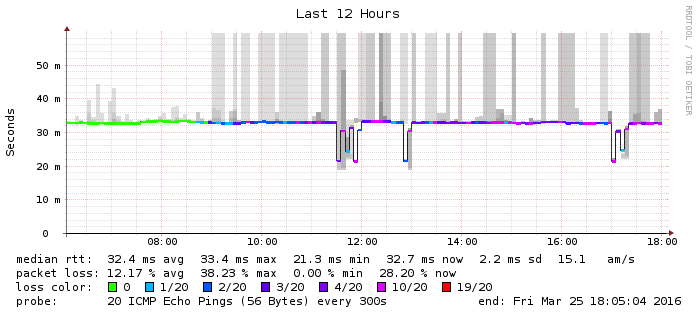 Last 12 Hours
RRDTOOL / TOBI OETIKER
Seconds
50 m
40 m
30 m
20 m
10 m
0
08:00 10:00 12:00 14:00 16:00 18:00
median rtt: 32.4 ms avg 33.4 ms max 21.3 ms min 32.7 ms now 2.2 ms sd 15.1 am/s
packet loss: 12.17 % avg 38.23 % max 0.00 % min 28.20 % now
loss color: 0 1/20 2/20 3/20 4/20 10/20 19/20
probe: 20 ICMP Echo Pings (56 Bytes) every 300s end: Fri Mar 25 18:05:04 2016